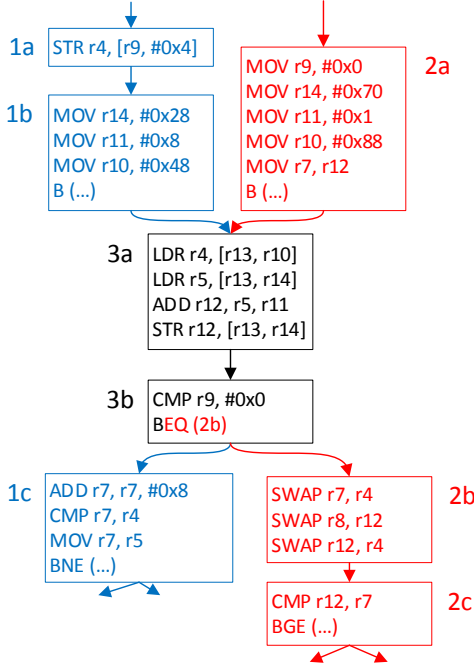 1a
STR r4, [r9, #0x4]
1b
MOV r14, #0x28
MOV r11, #0x8
MOV r10, #0x48
B (...)
2a
MOV r9, #0x0
MOV r14, #0x70
MOV r11, #0x1
MOV r10, #0x88
MOV r7, r12
B (...)
3a
LDR r4, [r13, r10]
LDR r5, [r13, r14]
ADD r12, r5, r11
STR r12, [r13, r14]
3b
CMP r9, #0x0
BEQ (2b)
1c
ADD r7, r7, #0x8
CMP r7, r4
MOV r7, r5
BNE (...)
2b
SWAP r7, r4
SWAP r8, r12
SWAP r12, r4
2c
CMP r12, r7
BGE (...)